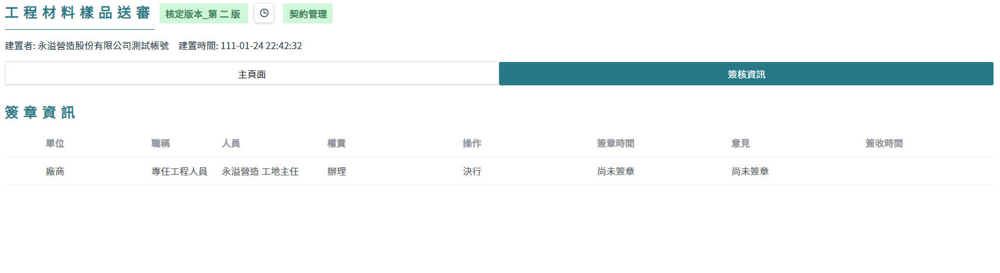 工程材料樣品送審 核定版本_第 二 版 契約管理
建置者: 永溢營造股份有限公司測試帳號 建置時間: 111-01-24 22:42:32
主頁面 簽核資訊
簽章資訊
單位 職稱 人員 權責 操作 簽章時間 意見 簽收時間
廠商 專任工程人員 永溢營造 工地主任 辦理 決行 尚未簽章 尚未簽章